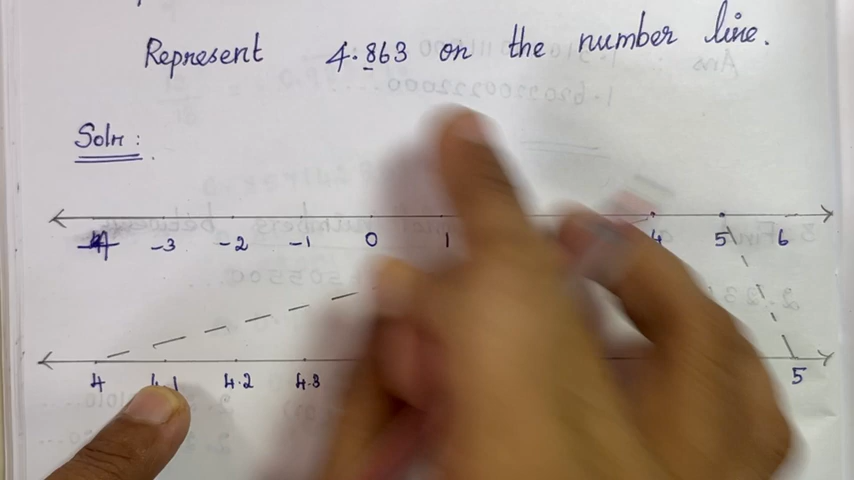 Represent 4.863 on the number line.
Soln:
-4 -3 -2 -1 0 1 4 5 6
4 4.1 4.2 4.3 5